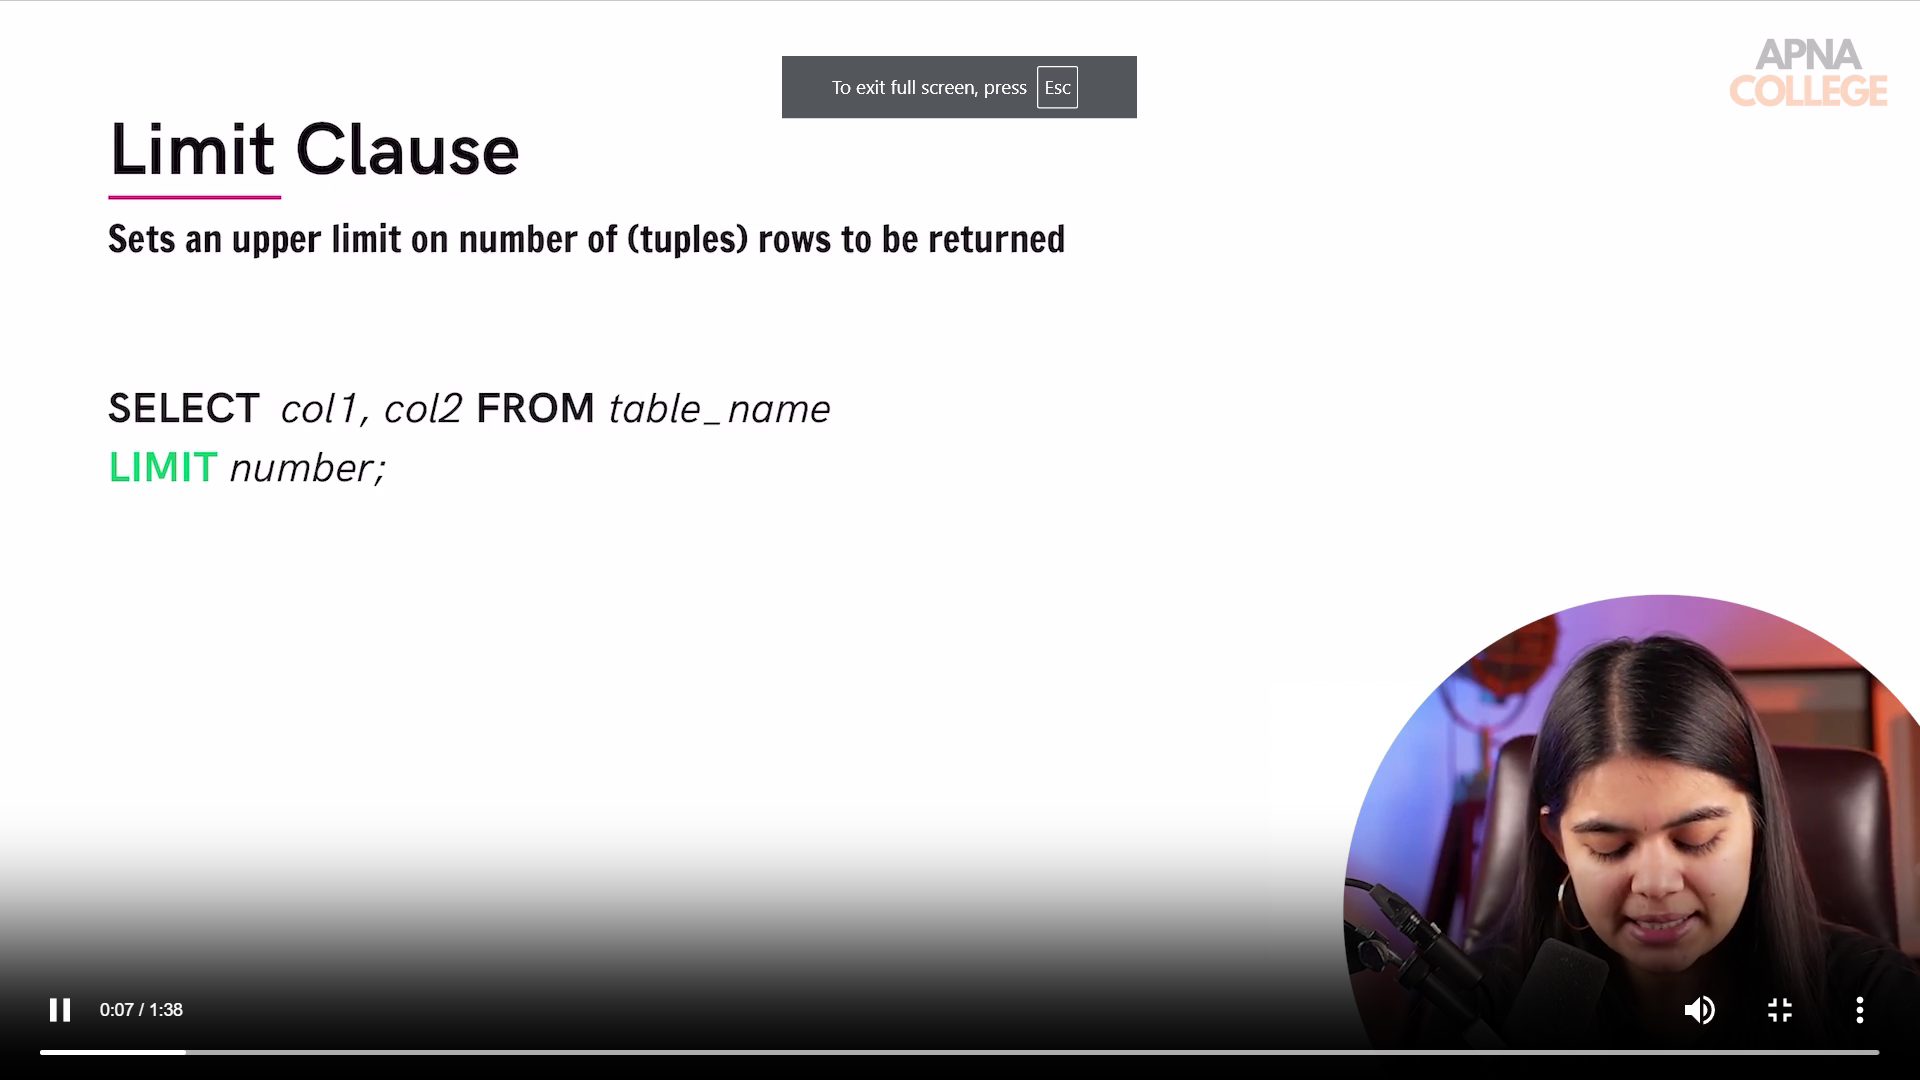 APNA
COLLEGE
To exit full screen, press Esc
Limit Clause
Sets an upper limit on number of (tuples) rows to be returned
SELECT col1, col2 FROM table_name
LIMIT number;
0:07 / 1:38